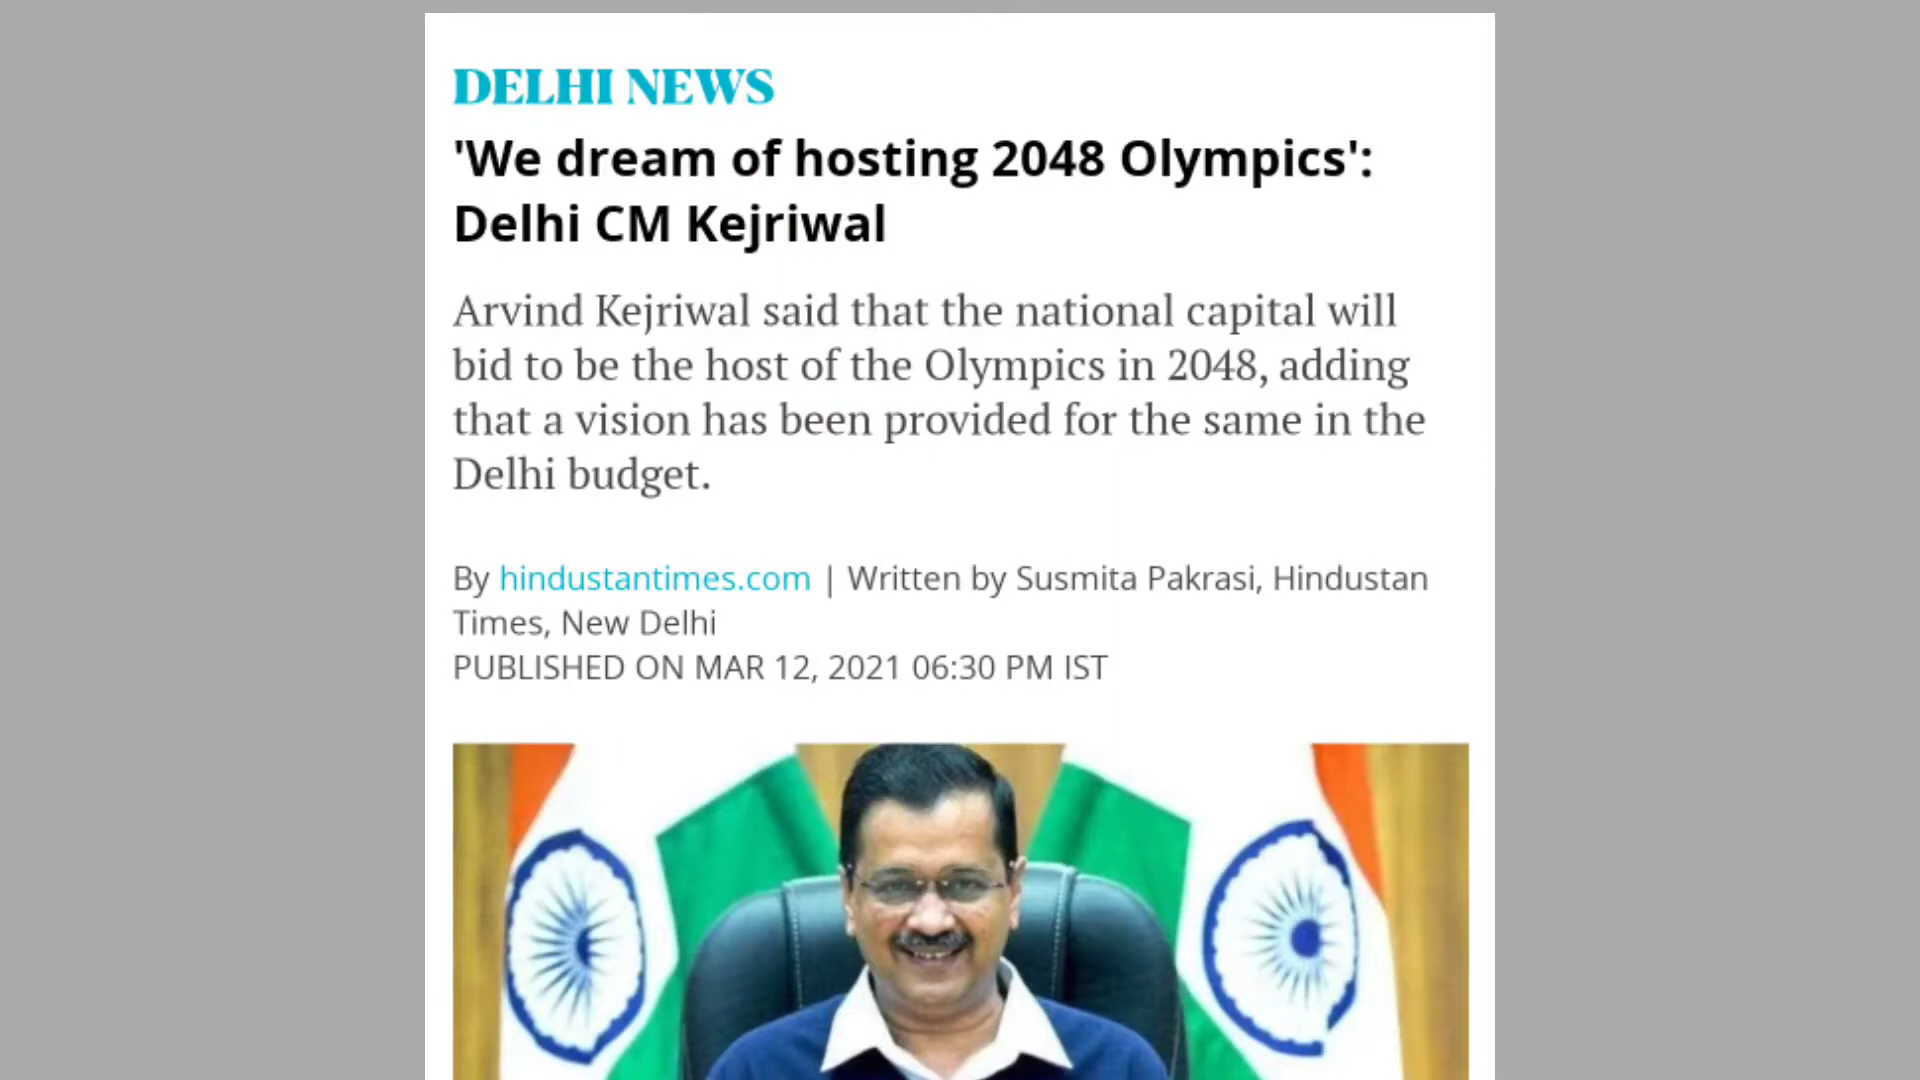 DELHI NEWS
'We dream of hosting 2048 Olympics':
Delhi CM Kejriwal
Arvind Kejriwal said that the national capital will
bid to be the host of the Olympics in 2048, adding
that a vision has been provided for the same in the
Delhi budget.
By hindustantimes.com | Written by Susmita Pakrasi, Hindustan
Times, New Delhi
PUBLISHED ON MAR 12, 2021 06:30 PM IST